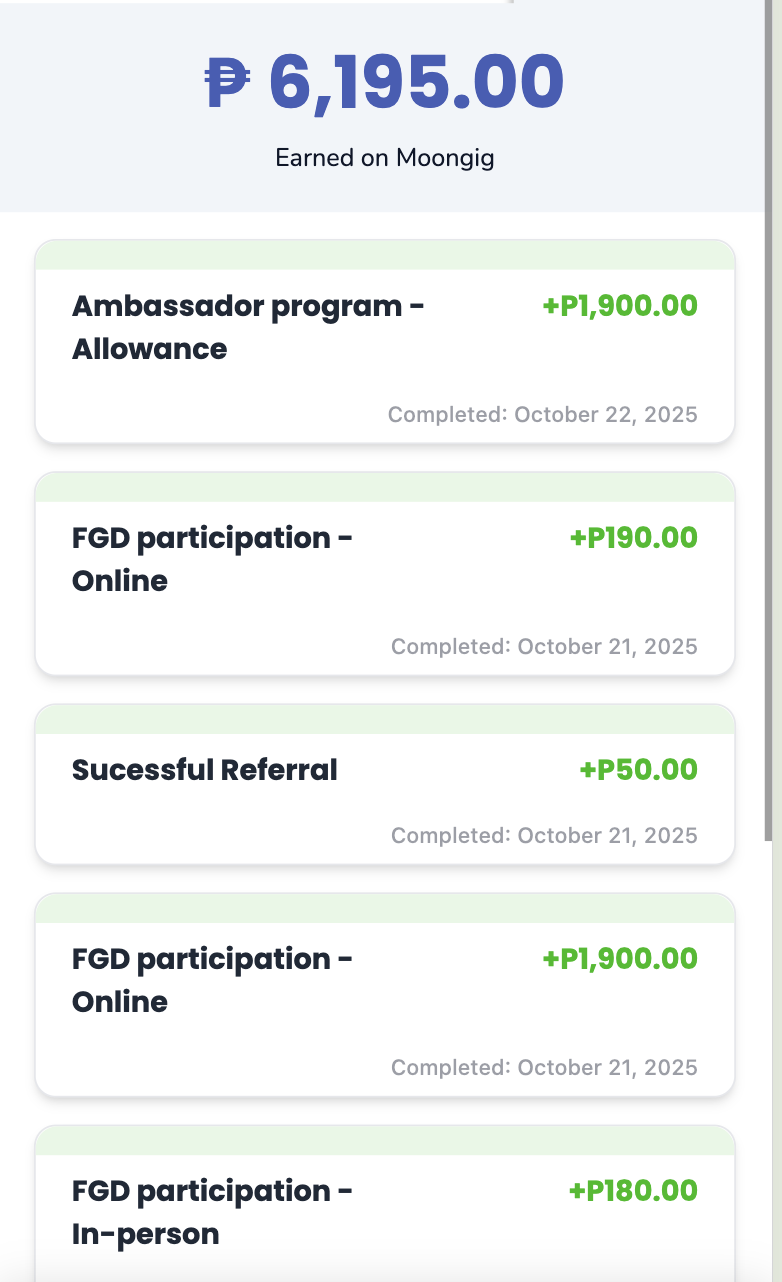 ₱ 6,195.00
Earned on Moongig
Ambassador program -
Allowance
+P1,900.00
Completed: October 22, 2025
FGD participation -
Online
+P190.00
Completed: October 21, 2025
Sucessful Referral
+P50.00
Completed: October 21, 2025
FGD participation -
Online
+P1,900.00
Completed: October 21, 2025
FGD participation -
In-person
+P180.00